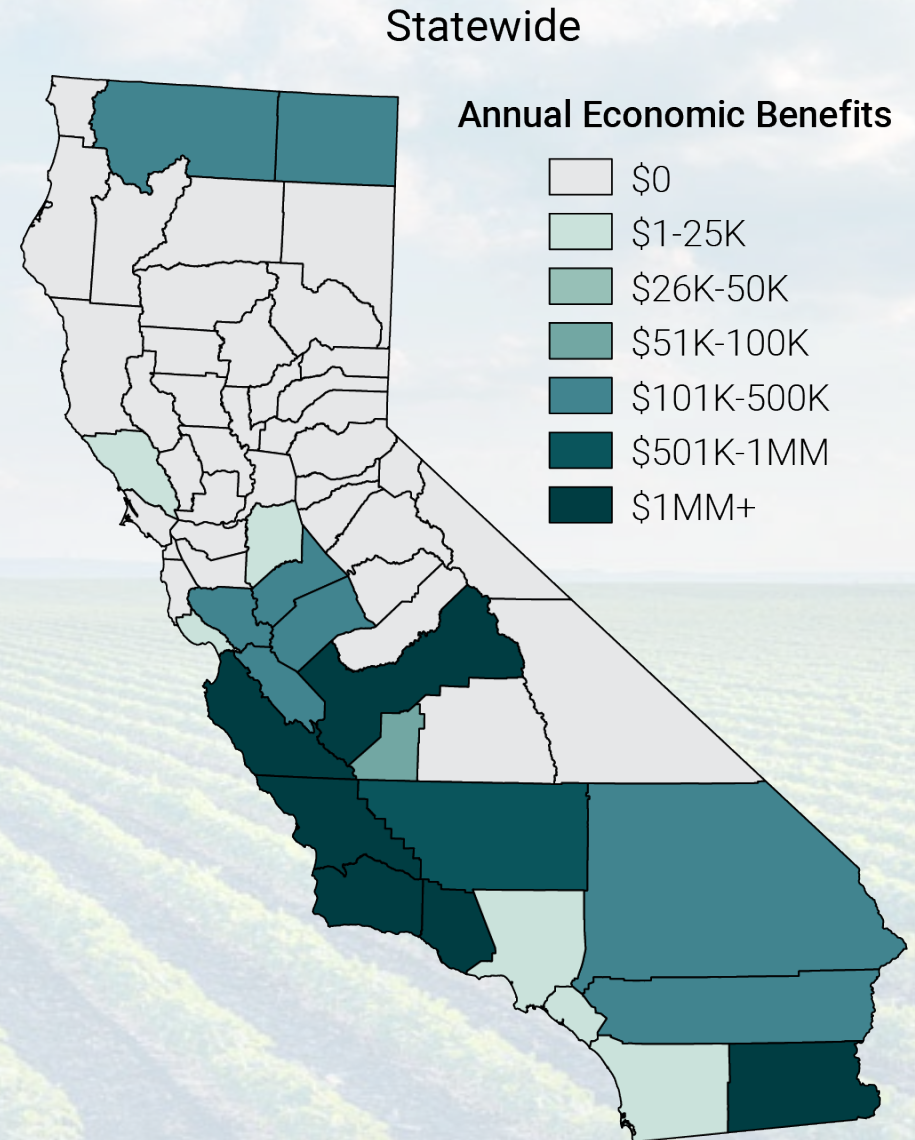 Statewide
Annual Economic Benefits
$0
$1-25K
$26K-50K
$51K-100K
$101K-500K
$501K-1MM
$1MM+